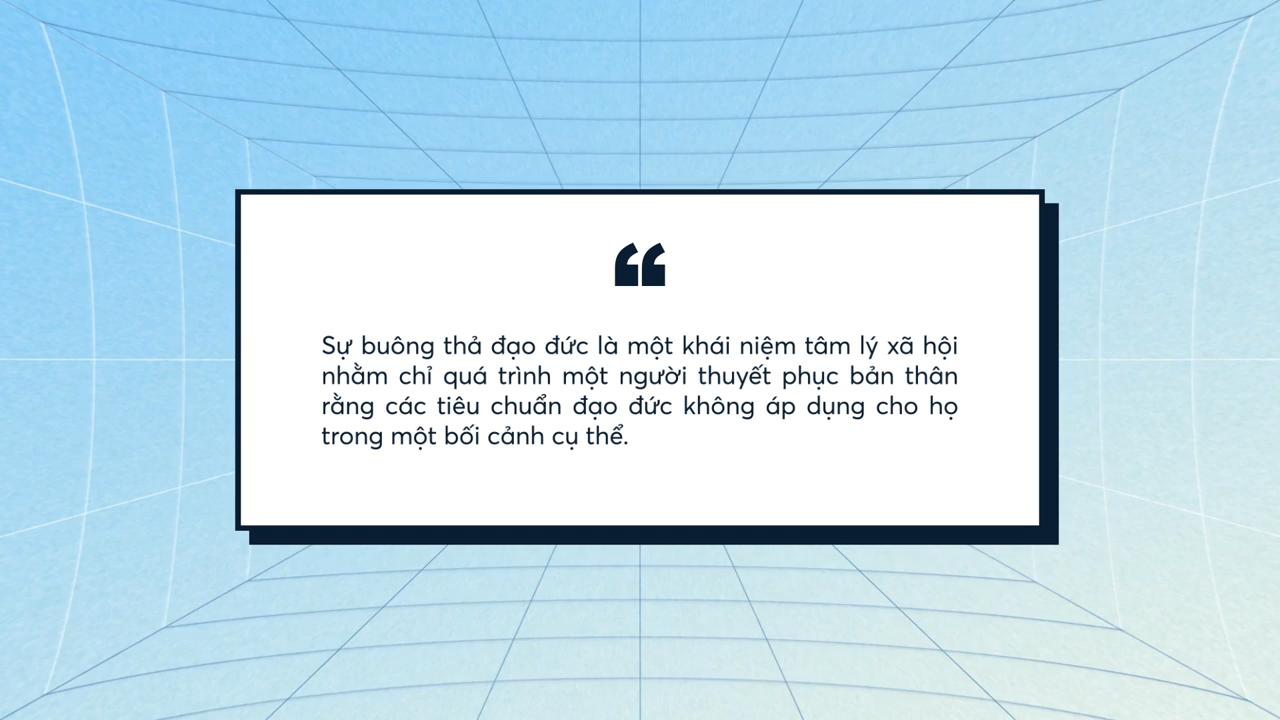 “
Sự buông thả đạo đức là một khái niệm tâm lý xã hội
nhằm chỉ quá trình một người thuyết phục bản thân
rằng các tiêu chuẩn đạo đức không áp dụng cho họ
trong một bối cảnh cụ thể.